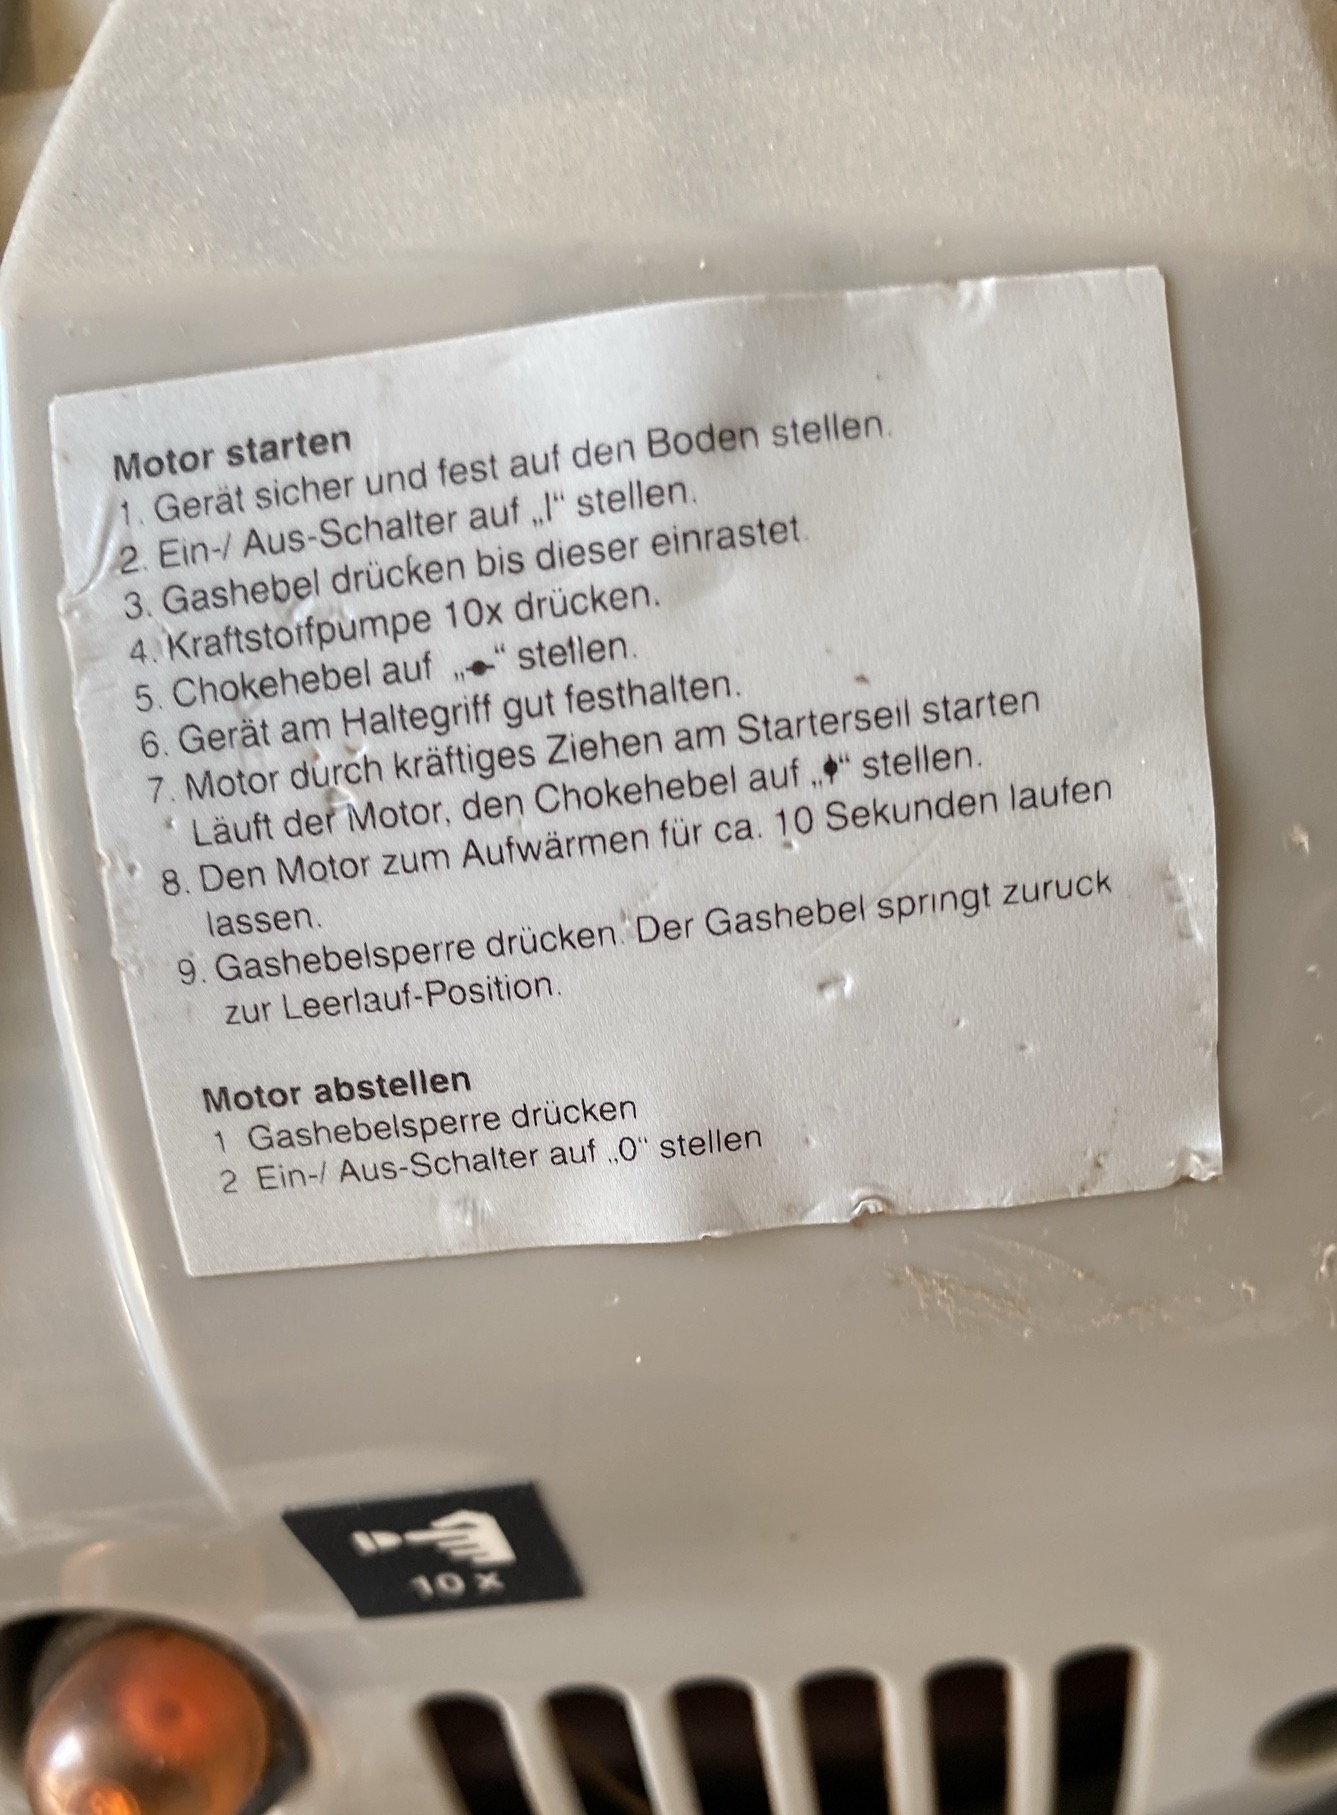 Motor starten
1. Gerät sicher und fest auf den Boden stellen.
2. Ein-/ Aus-Schalter auf „I“ stellen.
3. Gashebel drücken bis dieser einrastet.
4. Kraftstoffpumpe 10x drücken.
5. Chokehebel auf „“ stellen.
6. Gerät am Haltegriff gut festhalten.
7. Motor durch kräftiges Ziehen am Starterseil starten
Läuft der Motor, den Chokehebel auf „“ stellen.
8. Den Motor zum Aufwärmen für ca. 10 Sekunden laufen
lassen.
9. Gashebelsperre drücken. Der Gashebel springt zuruck
zur Leerlauf-Position.
Motor abstellen
1 Gashebelsperre drücken
2 Ein-/ Aus-Schalter auf „0“ stellen
10 x